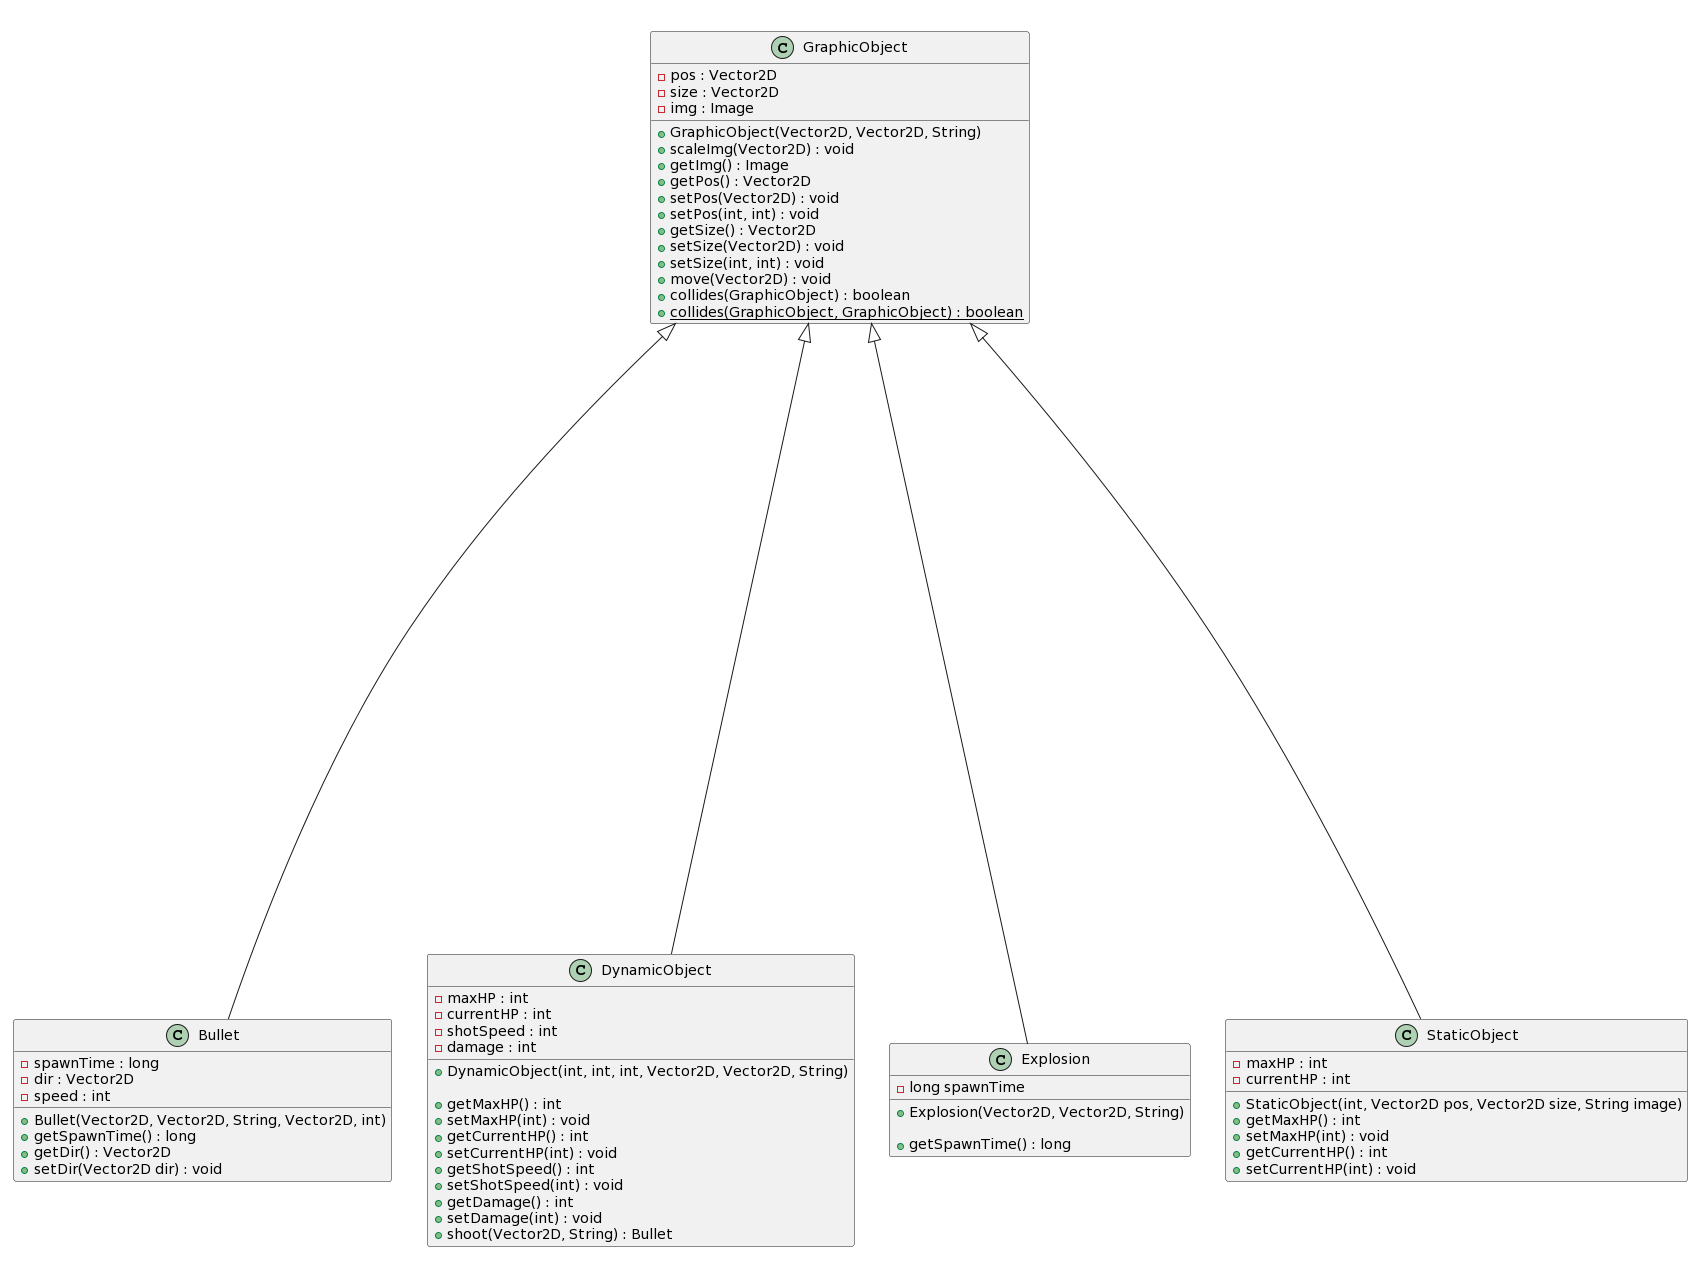 GraphicObject
pos : Vector2D
size : Vector2D
img : Image
GraphicObject(Vector2D, Vector2D, String)
scaleImg(Vector2D) : void
getImg() : Image
getPos() : Vector2D
setPos(Vector2D) : void
setPos(int, int) : void
getSize() : Vector2D
setSize(Vector2D) : void
setSize(int, int) : void
move(Vector2D) : void
collides(GraphicObject) : boolean
collides(GraphicObject, GraphicObject) : boolean
C Bullet
spawnTime : long
dir : Vector2D
speed : int
Bullet(Vector2D, Vector2D, String, Vector2D, int)
getSpawnTime() : long
getDir() : Vector2D
setDir(Vector2D dir) : void
C DynamicObject
maxHP : int
currentHP : int
shotSpeed : int
damage : int
DynamicObject(int, int, int, Vector2D, Vector2D, String)
getMaxHP() : int
setMaxHP(int) : void
getCurrentHP() : int
setCurrentHP(int) : void
getShotSpeed() : int
setShotSpeed(int) : void
getDamage() : int
setDamage(int) : void
shoot(Vector2D, String) : Bullet
C Explosion
long spawnTime
Explosion(Vector2D, Vector2D, String)
getSpawnTime() : long
C StaticObject
maxHP : int
currentHP : int
StaticObject(int, Vector2D pos, Vector2D size, String image)
getMaxHP() : int
setMaxHP(int) : void
getCurrentHP() : int
setCurrentHP(int) : void